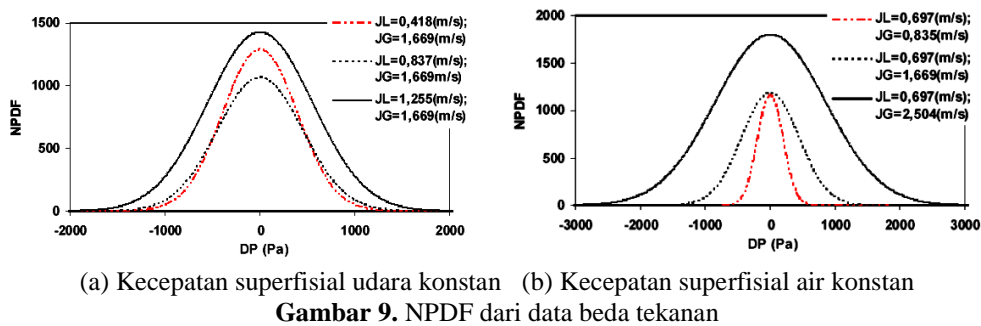 1500
1000
500
0
NPDF
-2000
-1000
0
1000
2000
DP (Pa)
JL=0,418(m/s);
JG=1,669(m/s)
JL=0,837(m/s);
JG=1,669m/s)
JL=1,255(m/s);
JG=1,669(m/s)
2000
1500
1000
500
0
NPDF
-3000
-2000
-1000
0
1000
2000
3000
DP (Pa)
JL=0,697(m/s);
JG=0,835(m/s)
JL=0,697(m/s);
JG=1,669(m/s)
JL=0,697(m/s);
JG=2,504(m/s)
(a) Kecepatan superfisial udara konstan
(b) Kecepatan superfisial air konstan
Gambar 9. NPDF dari data beda tekanan